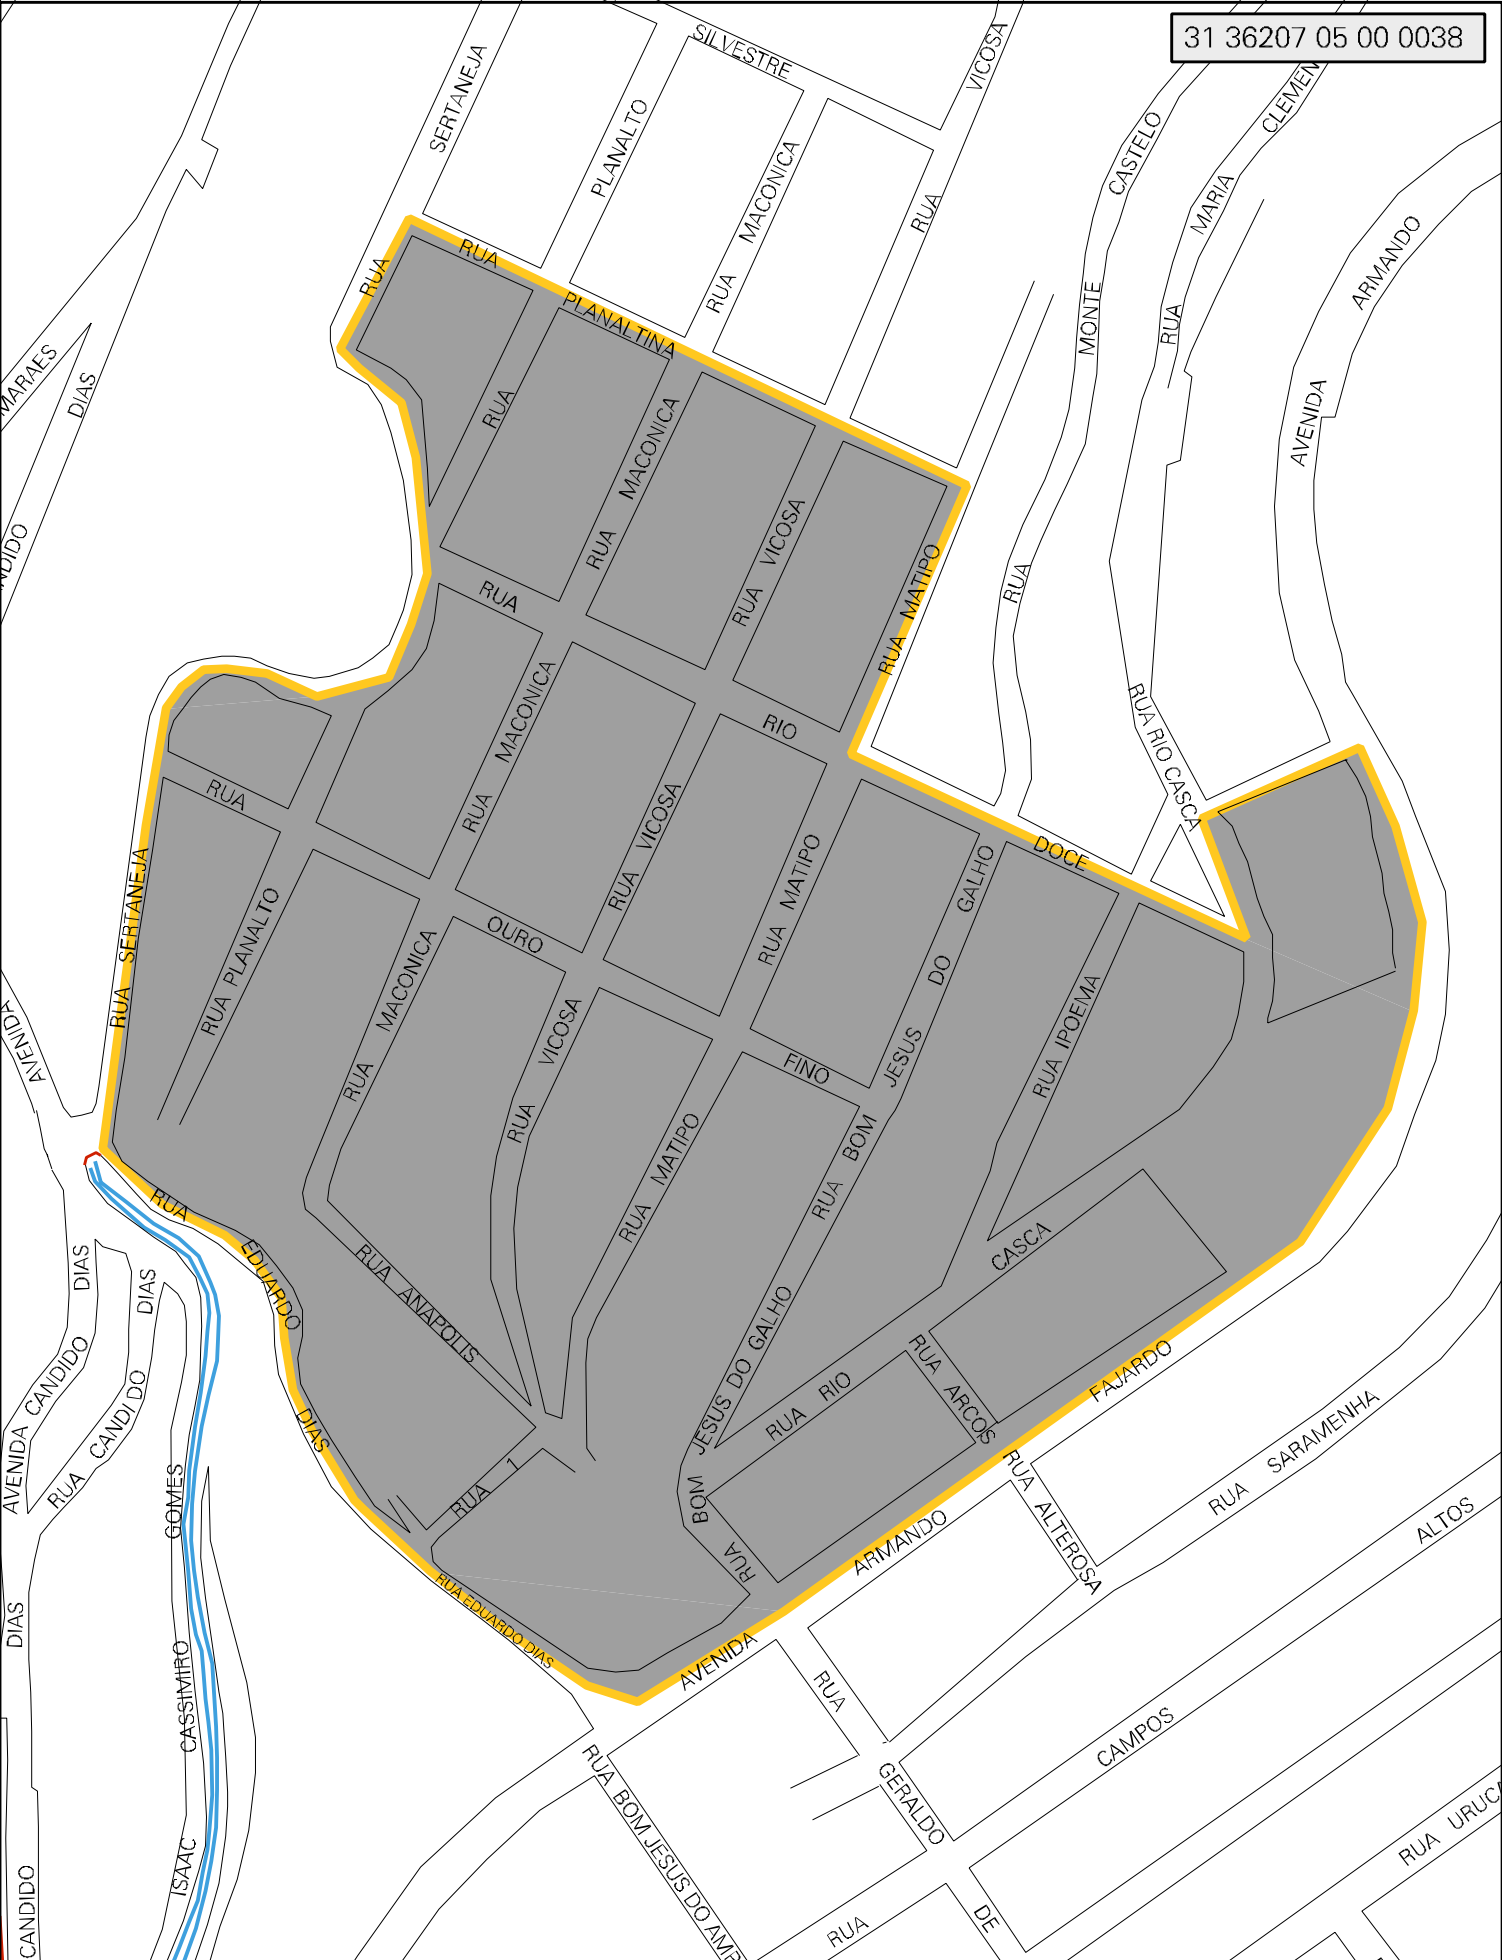 31 36207 05 00 0038
SILVESTRE
SERTANEJA
VICOSA
PLANALTO
CASTELO
RUA MARIA CLEMEN
RUA MACONICA
RUA
AVENIDA ARMANDO
RUA
RUA PLANALTINA
MONTE
MARAES
DIAS
RUA
RUA MACONICA
RUA VICOSA
RUA MATIPO
RUA
NDIDO
RUA
RUA MACONICA
RIO
RUA RIO CASCA
RUA
RUA VICOSA
RUA MATIPO
DOCE
RUA SERTANEJA
RUA PLANALTO
OURO
RUA MACONICA
VICOSA
RUA
FINO
JESUS DO GALHO
RUA IPOEMA
AVENIDA
RUA MATIPO
RUA BOM
RUA
EDUARDO
DIAS
RUA ANAPOLIS
CASCA
JESUS DO GALHO
BOM
RUA
RUA RIO
RUA ARCOS
FAJARDO
DIAS
DIAS
AVENIDA CANDIDO
RUA CANDIDO
RUA 1
RUA ALTEROSA
RUA SARAMENHA
GOMES
ARMANDO
ALTOS
RUA EDUARDO DIAS
AVENIDA
DIAS
CASSIMIRO
RUA
GERALDO
DE
CAMPOS
RUA BOM JESUS DO AMP
RUA URUC
ISAAC
CANDIDO
RUA